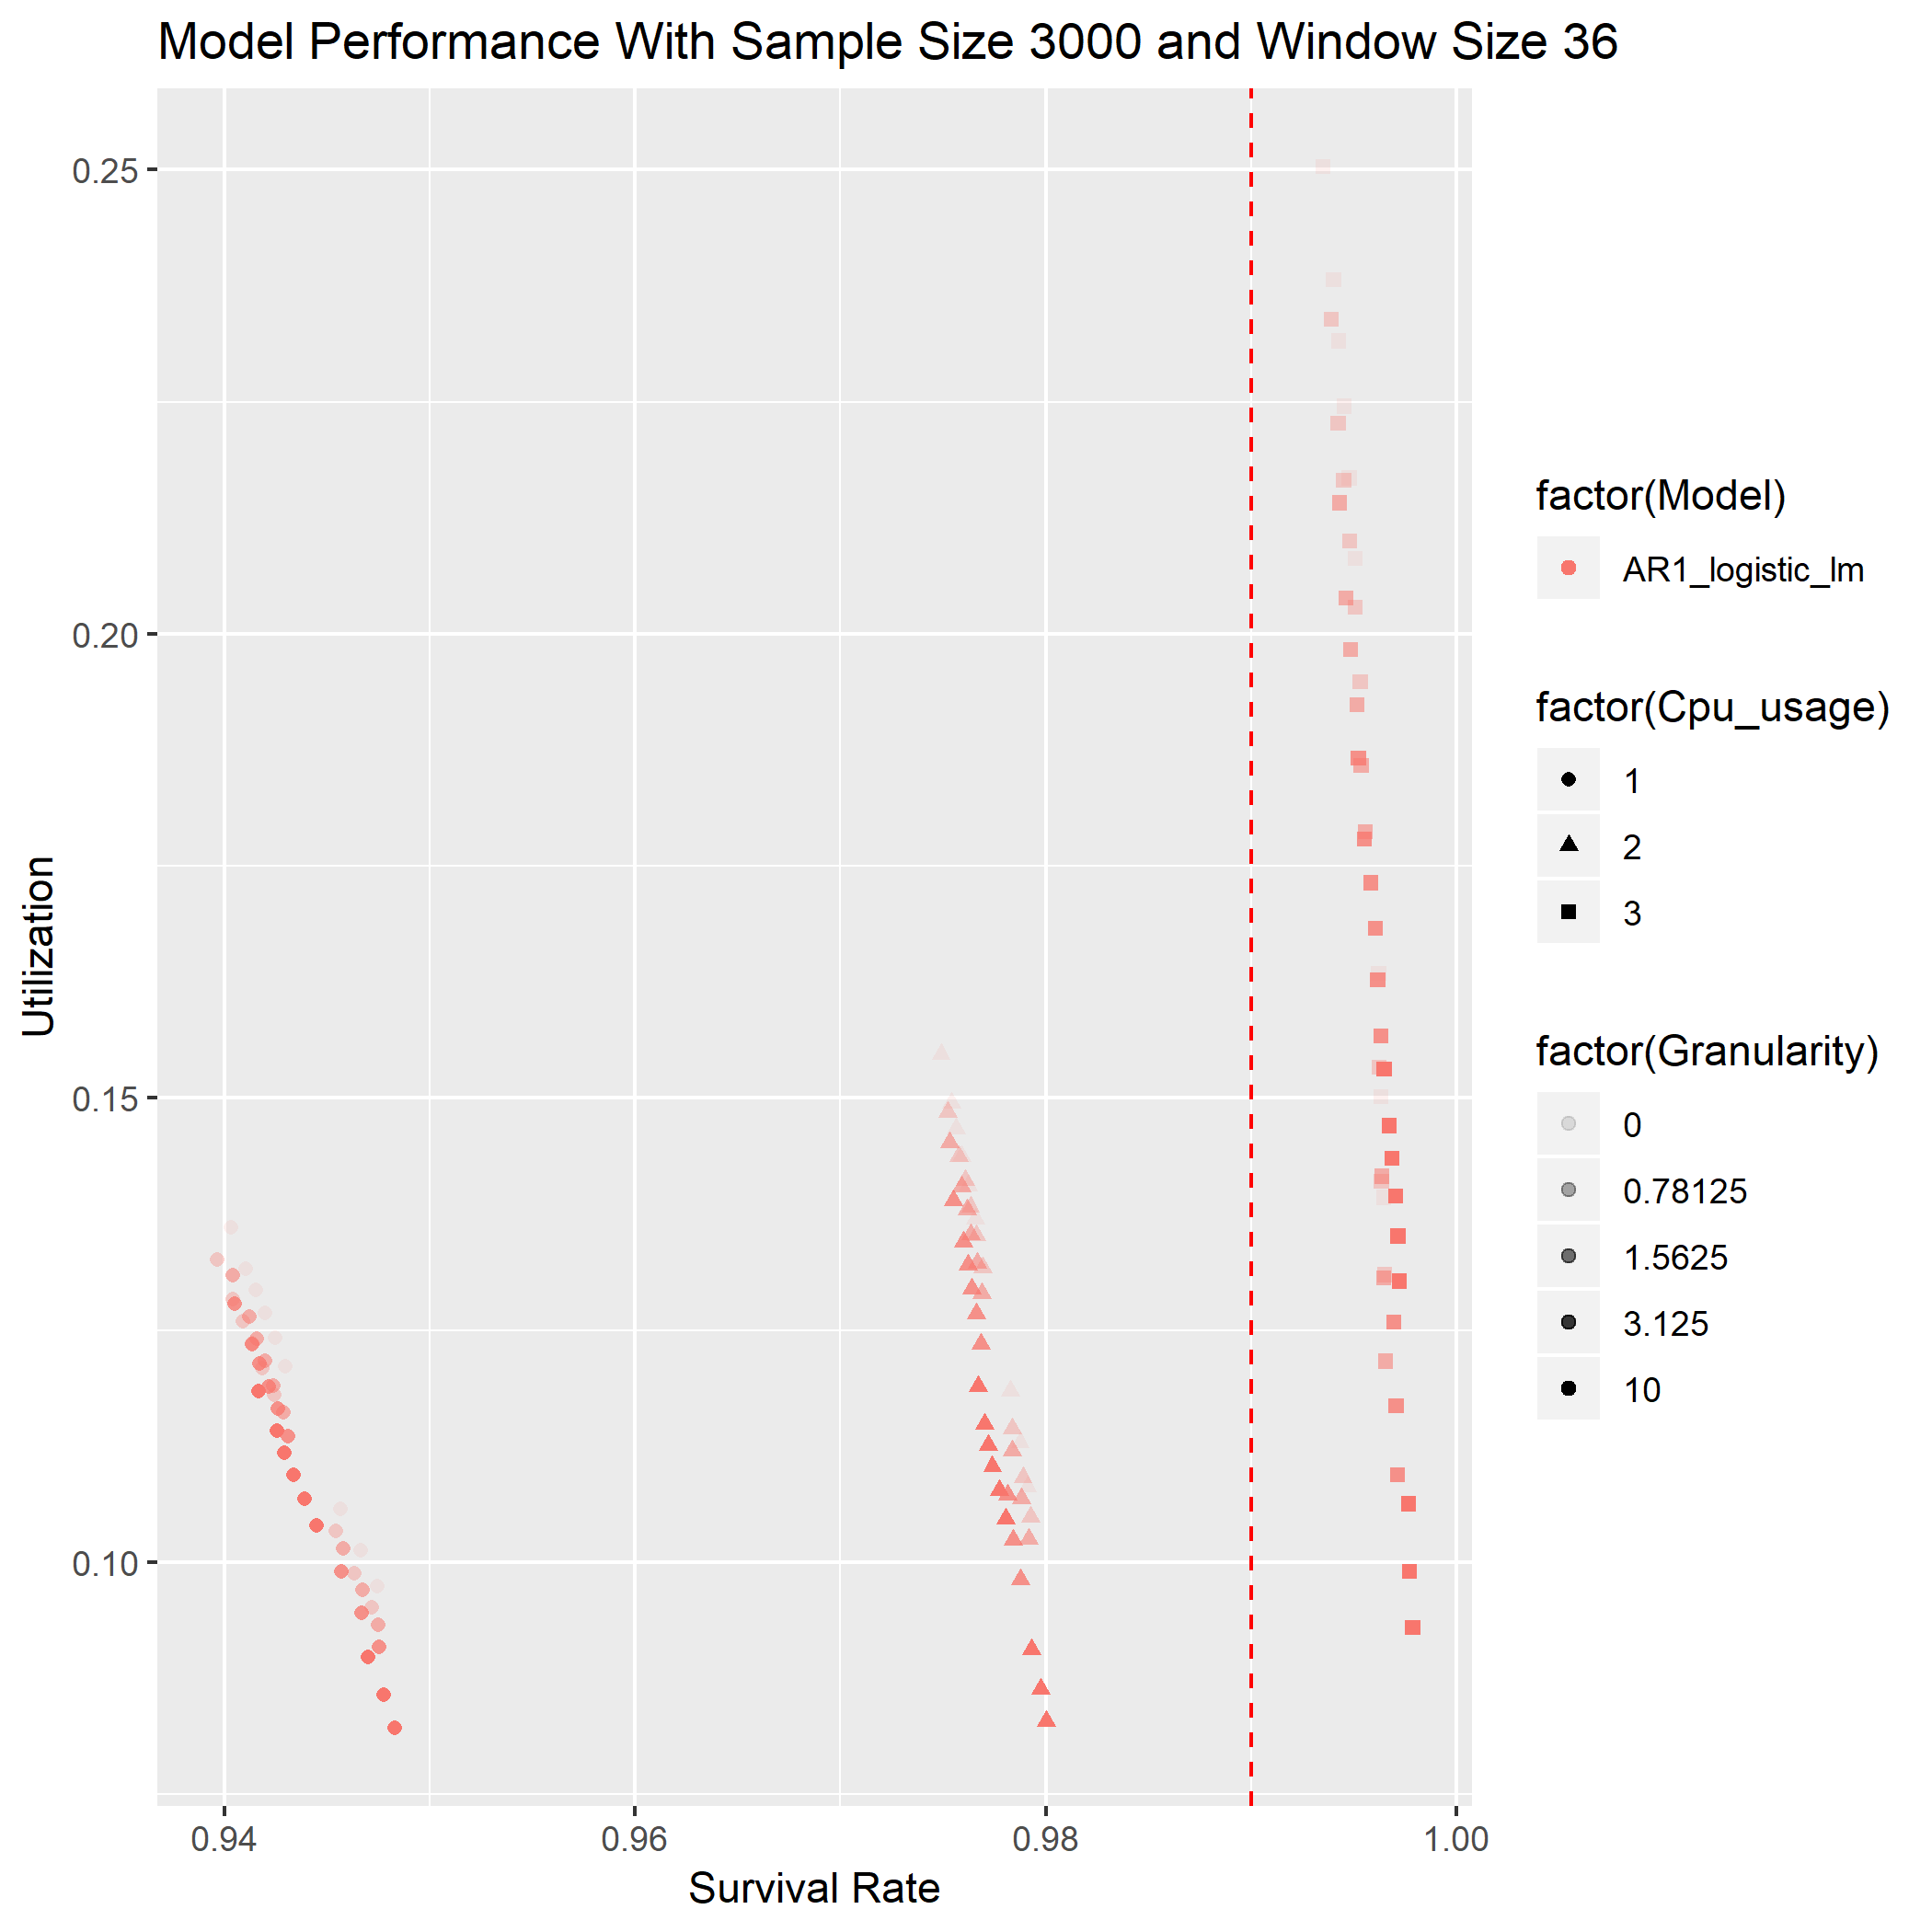 Model Performance With Sample Size 3000 and Window Size 36
0.25
0.20
0.15
0.10
Utilization
0.94
0.96
0.98
1.00
Survival Rate
factor(Model)
AR1_logistic_lm
factor(Cpu_usage)
1
2
3
factor(Granularity)
0
0.78125
1.5625
3.125
10